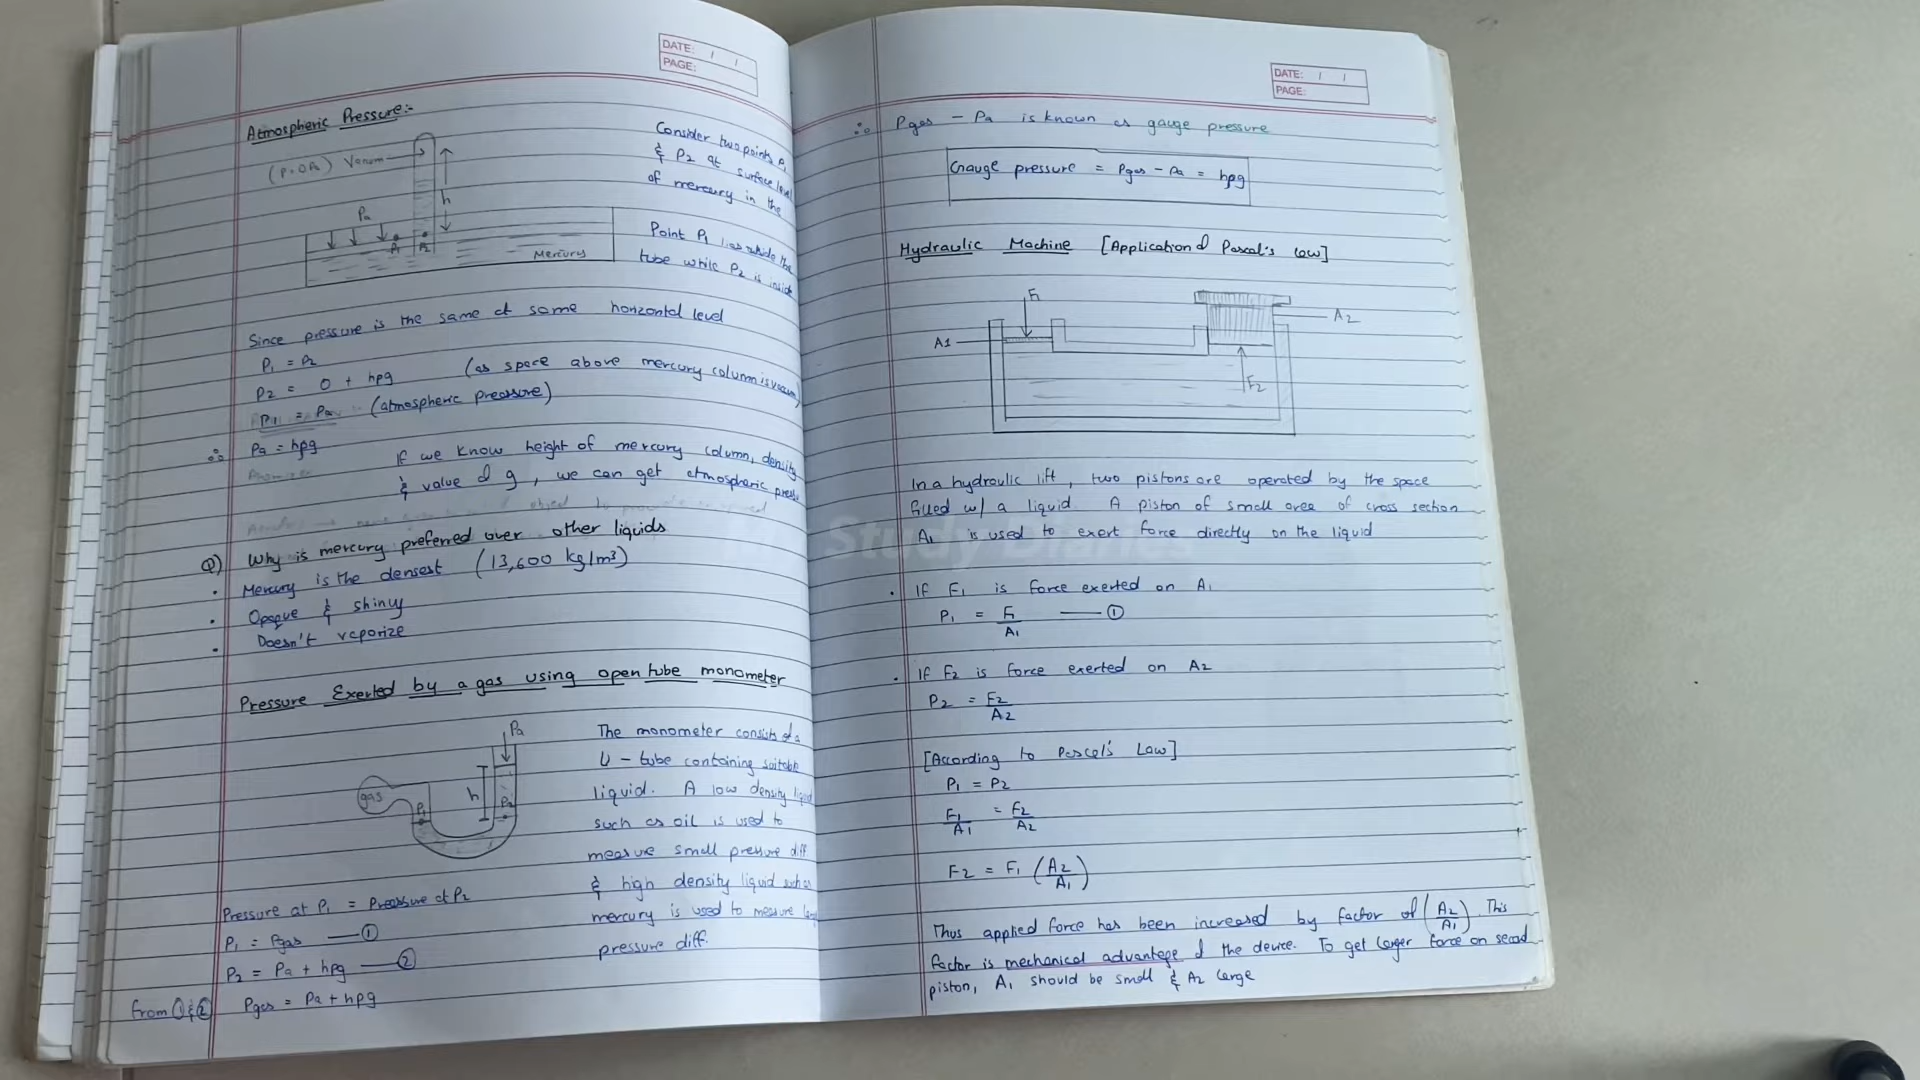 DATE: / /
PAGE:
Atmospheric Pressure:-
Pa
h
Mercury
Consider two points P1
& P2 at surface level
of mercury in the
Point P1 lies outside the
tube while P2 is inside
Since pressure is the same at same horizontal level
P1 = P2
P2 = 0 + hρg (as space above mercury column is vacuum)
P1 = Pa (atmospheric pressure)
∴ Pa = hρg
If we know height of mercury column, density
& value of g, we can get atmospheric press
Q) Why is mercury preferred over other liquids
• Mercury is the densest (13,600 kg/m³)
• Opaque & shiny
• Doesn't vaporize
Pressure Exerted by a gas using open tube monometer
Pa
gas
h
P1
P2
The monometer consists of a
U - tube containing suitable
liquid. A low density liquid
such as oil is used to
measure small pressure diff
& high density liquid such as
mercury is used to measure large
pressure diff.
Pressure at P1 = Pressure at P2
P1 = Pgas —— ①
P2 = Pa + hρg —— ②
from ① & ② Pgas = Pa + hρg
DATE: / /
PAGE:
∴ Pgas - Pa is known as gauge pressure
Gauge pressure = Pgas - Pa = hρg
Hydraulic Machine [Application of Pascal's law]
F1
A1
A2
F2
In a hydraulic lift, two pistons are operated by the space
filled w/ a liquid. A piston of small area of cross section
A1 is used to exert force directly on the liquid
Study Diaries
• If F1 is force exerted on A1
P1 = F1/A1 —— ①
• If F2 is force exerted on A2
P2 = F2/A2
[According to Pascal's Law]
P1 = P2
F1/A1 = F2/A2
F2 = F1 (A2/A1)
Thus applied force has been increased by factor of (A2/A1). This
factor is mechanical advantage of the device. To get larger force on second
piston, A1 should be small & A2 large